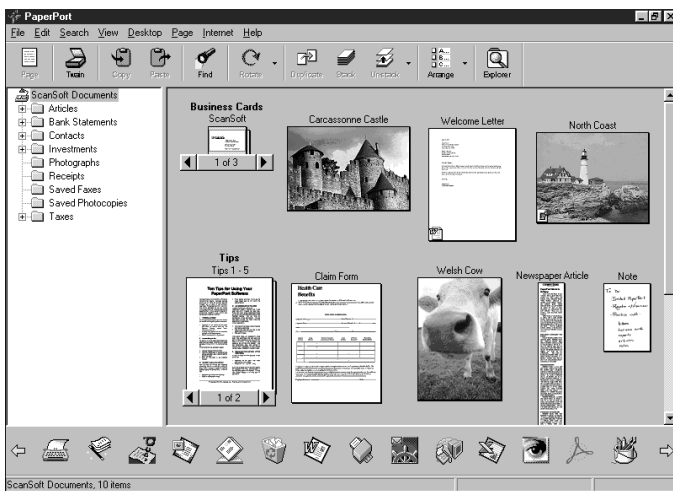 PaperPort
File Edit Search View Desktop Page Internet Help
Page Twain Copy Paste Find Rotate Duplicate Stack Unstack Arrange Explorer
ScanSoft Documents
Articles
Bank Statements
Contacts
Investments
Photographs
Receipts
Saved Faxes
Saved Photocopies
Taxes
Business Cards
ScanSoft
1 of 3
Carcassonne Castle
Welcome Letter
North Coast
Tips
Tips 1 - 5
Ten Tips for Using Your
PaperPort Software
1 of 2
Claim Form
Health Care
Benefits
Welsh Cow
Newspaper Article
Note
To Do
ScanSoft Documents, 10 items